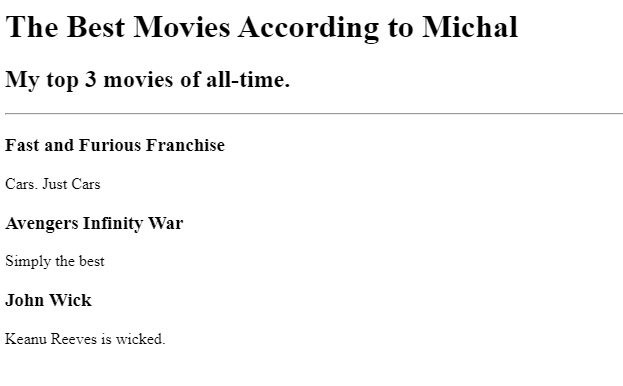 The Best Movies According to Michal
My top 3 movies of all-time.
Fast and Furious Franchise
Cars. Just Cars
Avengers Infinity War
Simply the best
John Wick
Keanu Reeves is wicked.